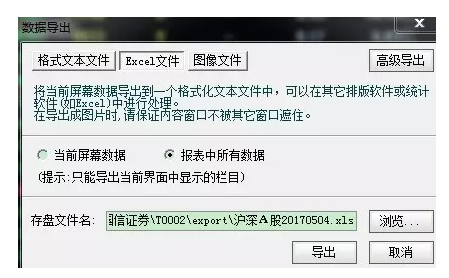 数据导出
格式文本文件 Excel文件 图像文件 高级导出
将当前屏幕数据导出到一个格式化文本文件中，可以在其它排版软件或统计
软件(如Excel)中进行处理。
在导出成图片时,请保证内容窗口不被其它窗口遮住。
当前屏幕数据 报表中所有数据
(提示:只能导出当前界面中显示的栏目)
存盘文件名: 信证券\T0002\export\沪深A股20170504.xls 浏览...
导出 取消